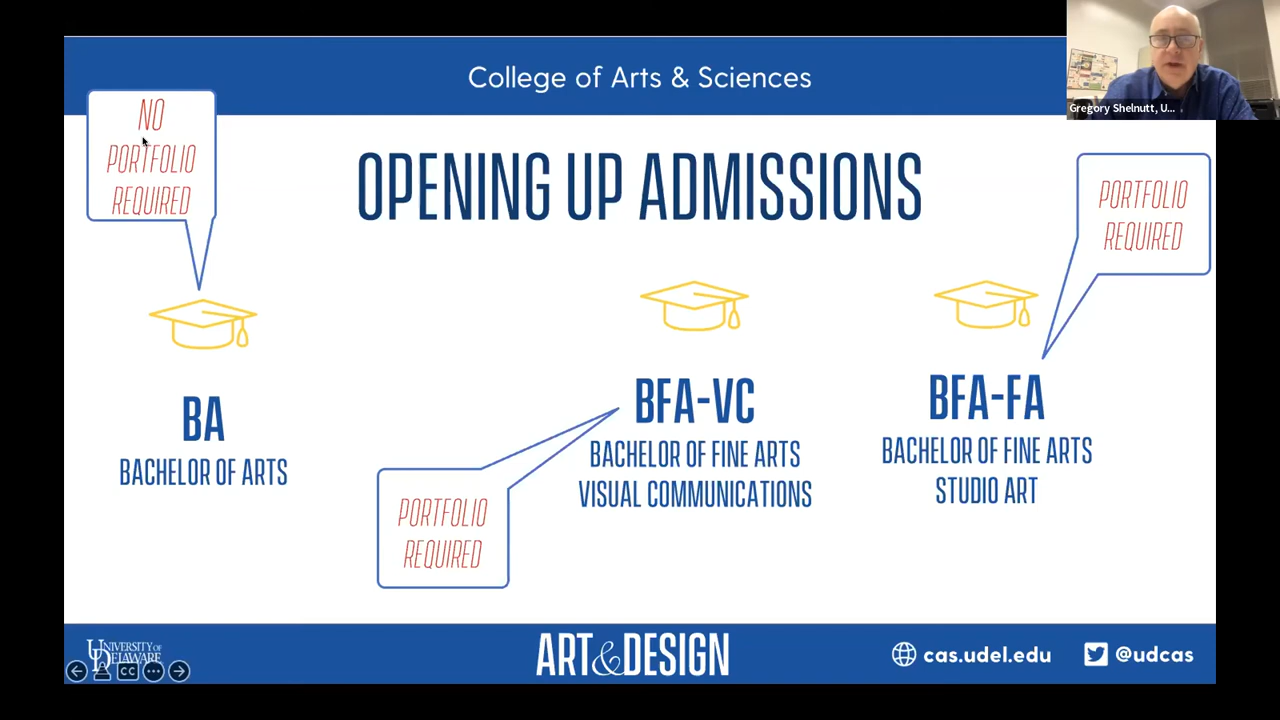 College of Arts & Sciences
Gregory Shelnutt, U...
NO
PORTFOLIO
REQUIRED
OPENING UP ADMISSIONS
PORTFOLIO
REQUIRED
BA
BACHELOR OF ARTS
BFA-VC
BACHELOR OF FINE ARTS
VISUAL COMMUNICATIONS
BFA-FA
BACHELOR OF FINE ARTS
STUDIO ART
PORTFOLIO
REQUIRED
UNIVERSITY OF
DELAWARE
CC
ART&DESIGN
cas.udel.edu
@udcas